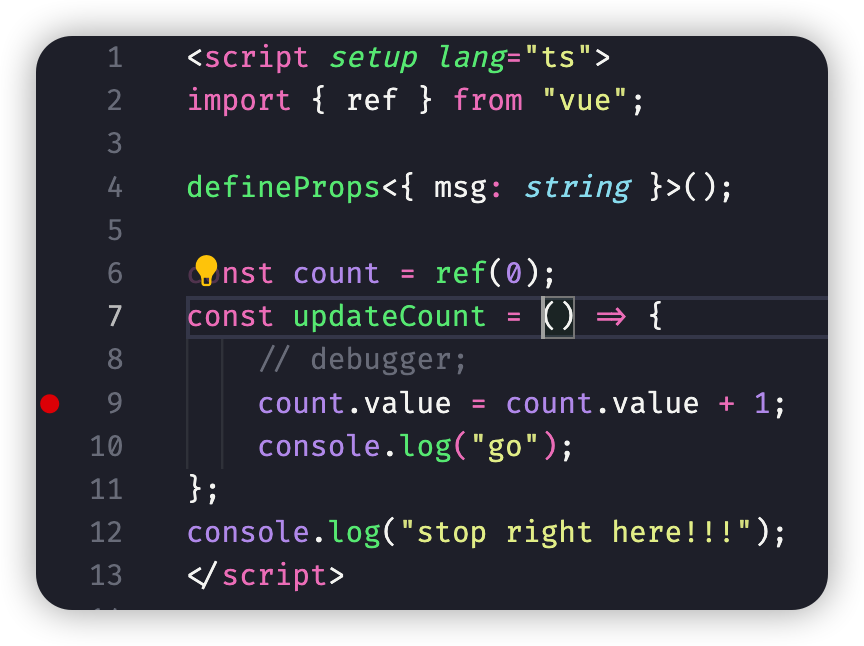 1 <script setup lang="ts">
2 import { ref } from "vue";
3
4 defineProps<{ msg: string }>();
5
6 const count = ref(0);
7 const updateCount = () => {
8 // debugger;
9 count.value = count.value + 1;
10 console.log("go");
11 };
12 console.log("stop right here!!!");
13 </script>